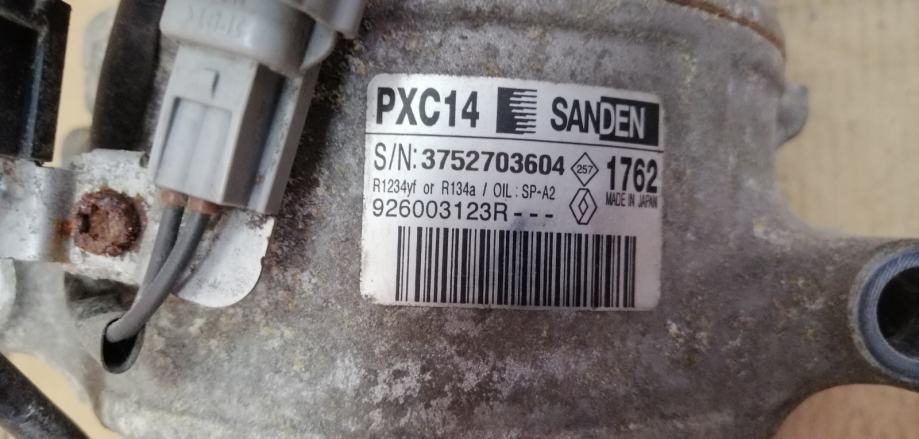 PXC14 SANDEN
S/N: 3752703604 257 1762
R1234yf or R134a / OIL : SP-A2 MADE IN JAPAN
926003123R---